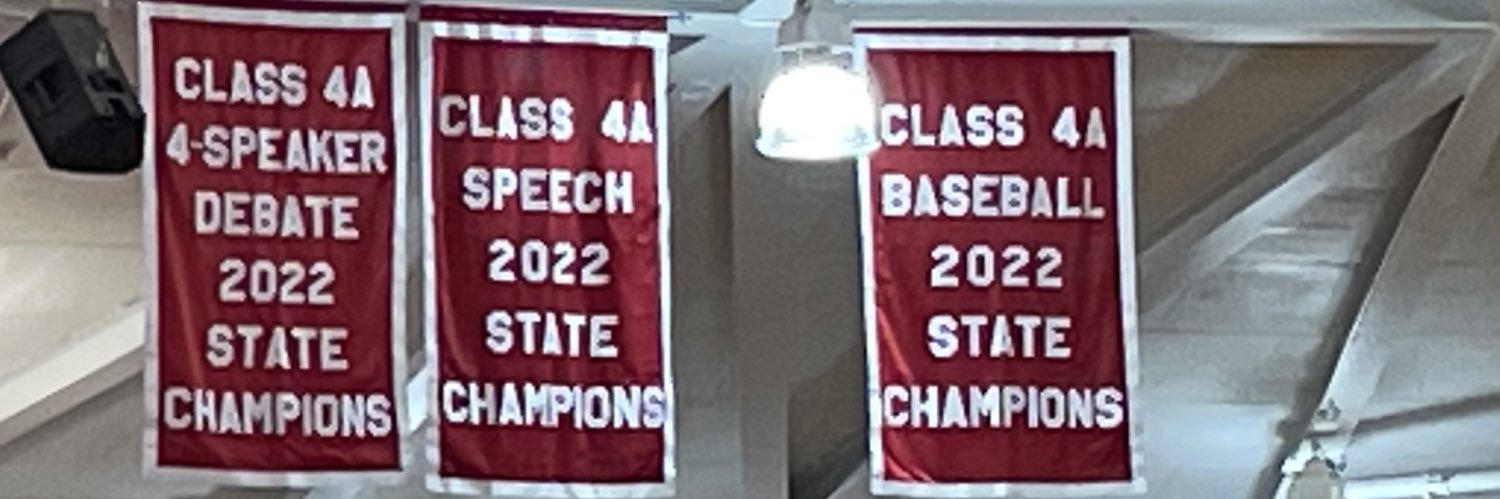 CLASS 4A
4-SPEAKER
DEBATE
2022
STATE
CHAMPIONS
CLASS 4A
SPEECH
2022
STATE
CHAMPIONS
CLASS 4A
BASEBALL
2022
STATE
CHAMPIONS